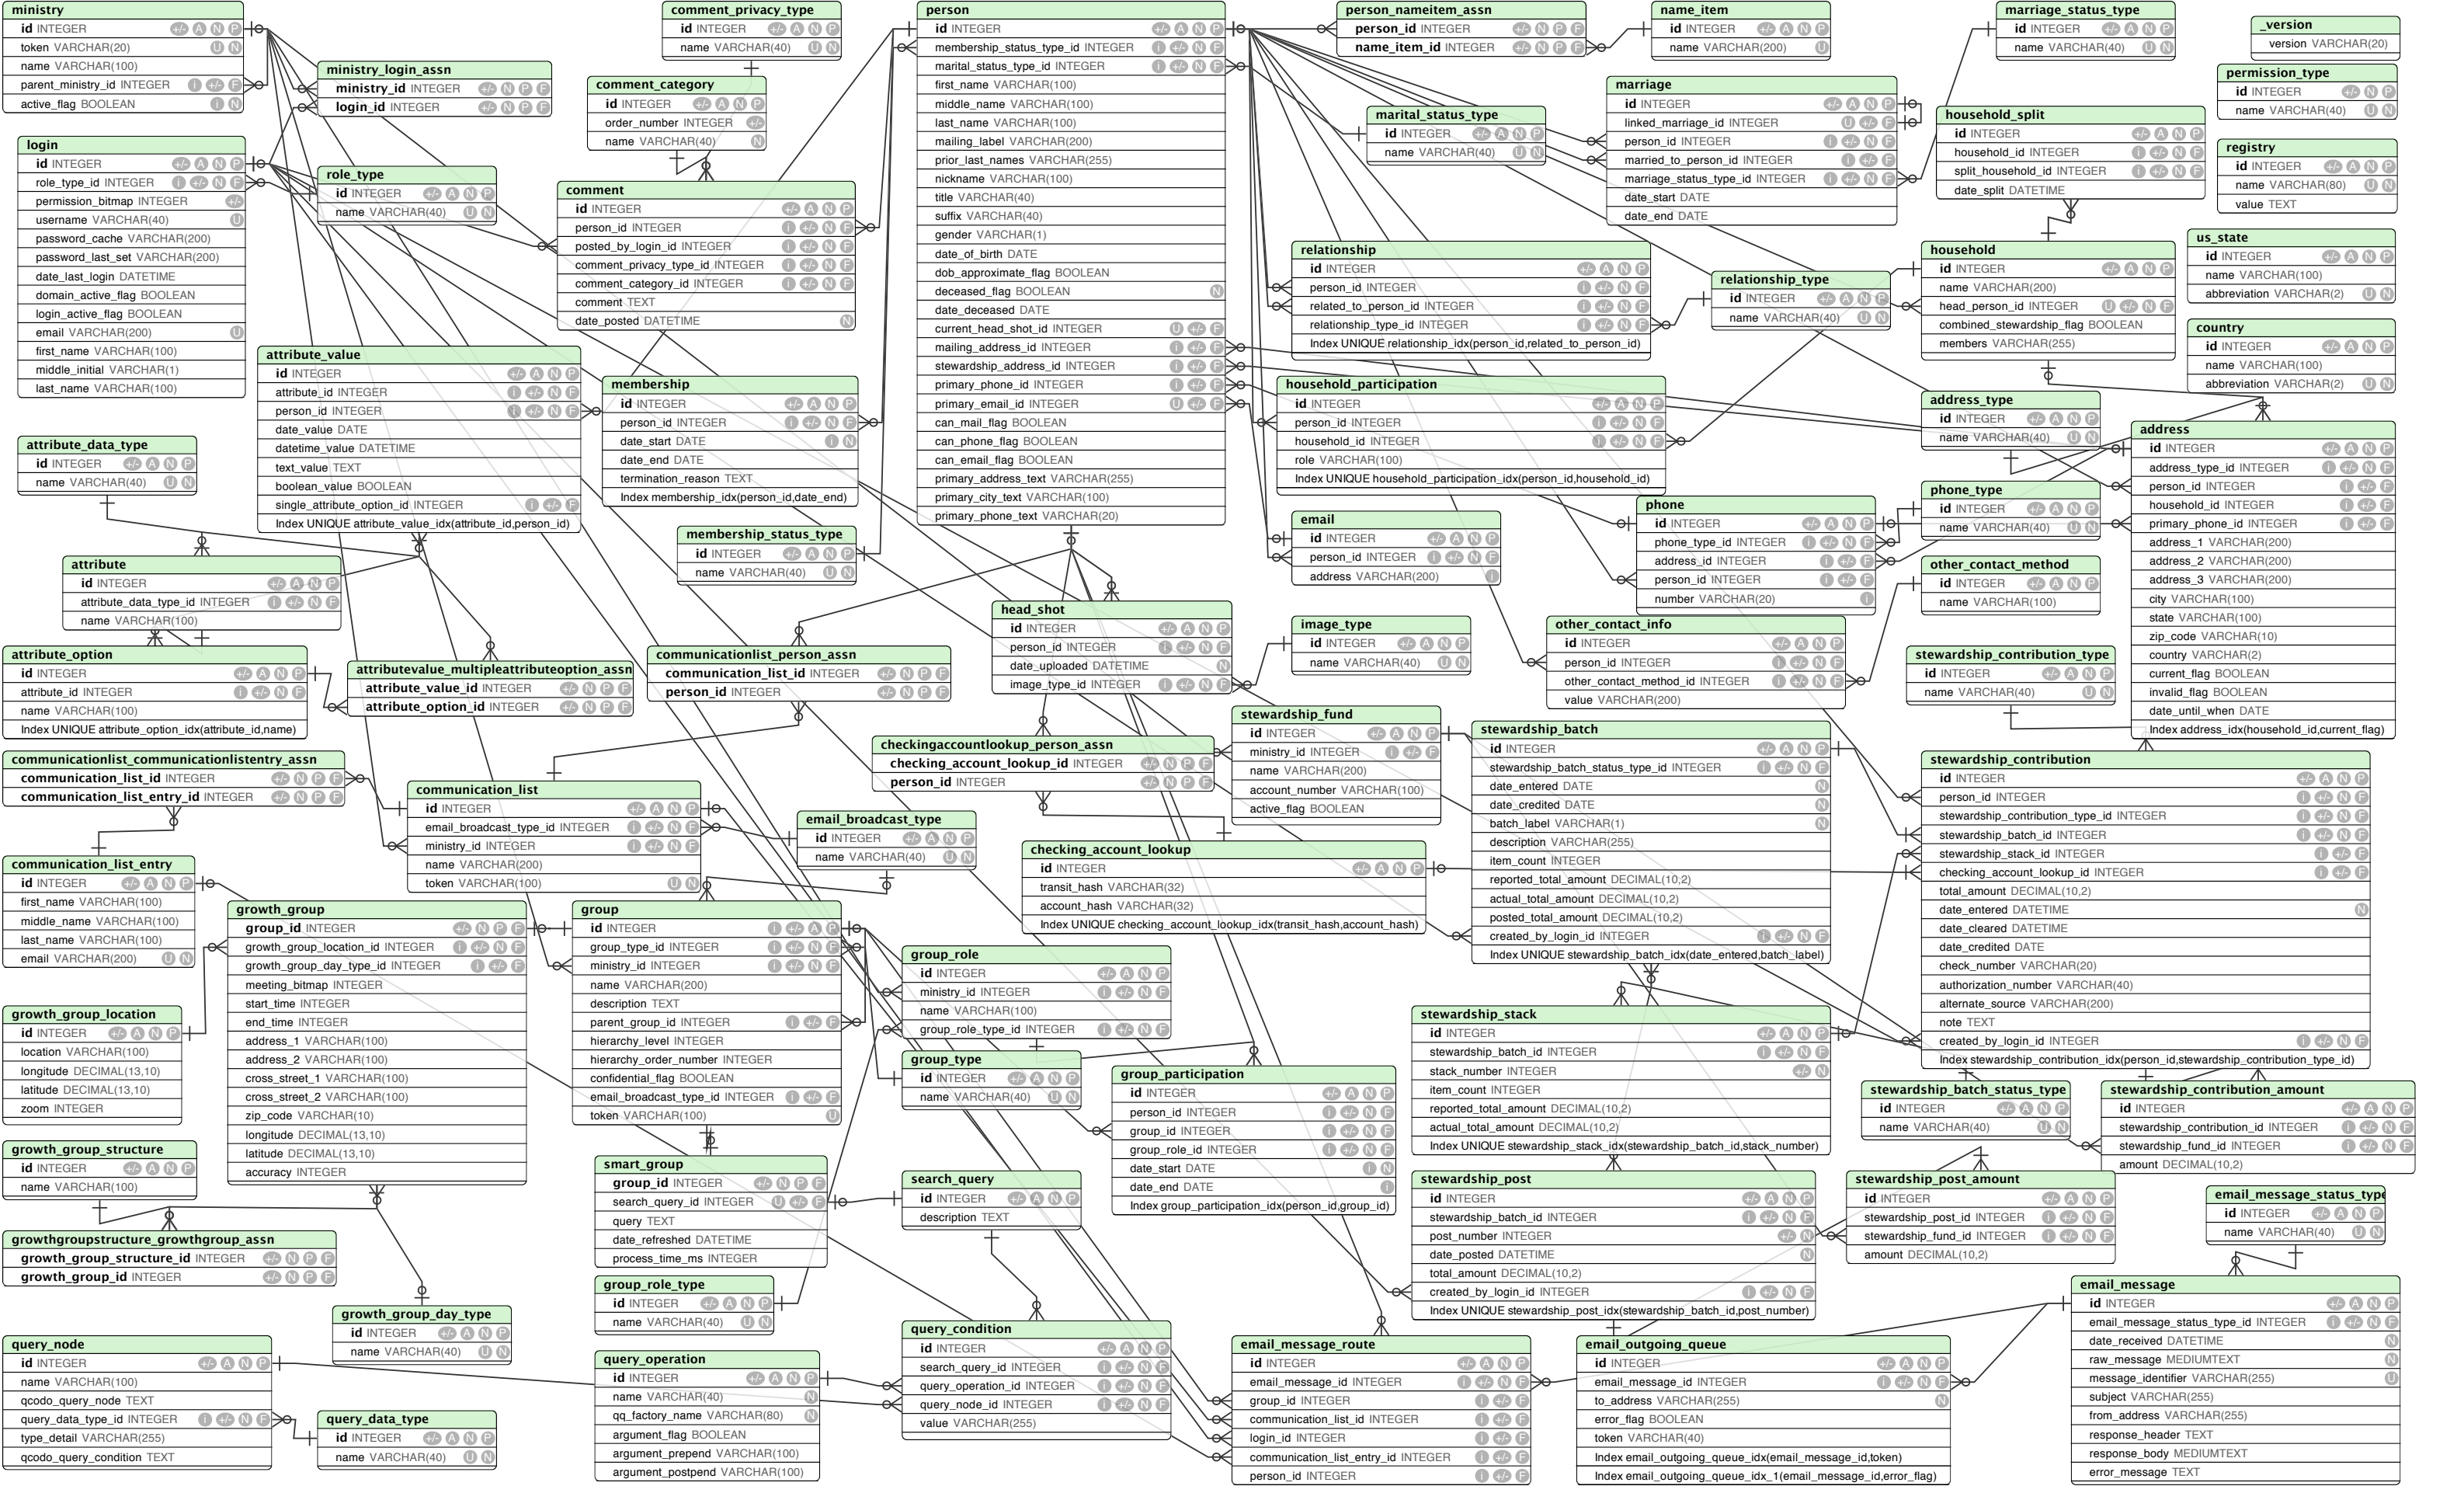 ministry
id INTEGER +/- A N P
token VARCHAR(20) U N
name VARCHAR(100)
parent_ministry_id INTEGER i +/- F
active_flag BOOLEAN i N
ministry_login_assn
ministry_id INTEGER +/- N P F
login_id INTEGER +/- N P F
login
id INTEGER +/- A N P
role_type_id INTEGER i +/- N F
permission_bitmap INTEGER +/-
username VARCHAR(40) U
password_cache VARCHAR(200)
password_last_set VARCHAR(200)
date_last_login DATETIME
domain_active_flag BOOLEAN
login_active_flag BOOLEAN
email VARCHAR(200) U
first_name VARCHAR(100)
middle_initial VARCHAR(1)
last_name VARCHAR(100)
role_type
id INTEGER +/- A N P
name VARCHAR(40) U N
comment_privacy_type
id INTEGER +/- A N P
name VARCHAR(40) U N
comment_category
id INTEGER +/- A N P
order_number INTEGER +/-
name VARCHAR(40) N
comment
id INTEGER +/- A N P
person_id INTEGER i +/- N F
posted_by_login_id INTEGER i +/- N F
comment_privacy_type_id INTEGER i +/- N F
comment_category_id INTEGER i +/- N F
comment TEXT
date_posted DATETIME N
person
id INTEGER +/- A N P
membership_status_type_id INTEGER i +/- N F
marital_status_type_id INTEGER i +/- N F
first_name VARCHAR(100)
middle_name VARCHAR(100)
last_name VARCHAR(100)
mailing_label VARCHAR(200)
prior_last_names VARCHAR(255)
nickname VARCHAR(100)
title VARCHAR(40)
suffix VARCHAR(40)
gender VARCHAR(1)
date_of_birth DATE
dob_approximate_flag BOOLEAN
deceased_flag BOOLEAN N
date_deceased DATE
current_head_shot_id INTEGER U +/- F
mailing_address_id INTEGER i +/- F
stewardship_address_id INTEGER i +/- F
primary_phone_id INTEGER i +/- F
primary_email_id INTEGER U +/- F
can_mail_flag BOOLEAN
can_phone_flag BOOLEAN
can_email_flag BOOLEAN
primary_address_text VARCHAR(255)
primary_city_text VARCHAR(100)
primary_phone_text VARCHAR(20)
person_nameitem_assn
person_id INTEGER +/- N P F
name_item_id INTEGER +/- N P F
name_item
id INTEGER +/- A N P
name VARCHAR(200) U
marriage_status_type
id INTEGER +/- A N P
name VARCHAR(40) U N
_version
version VARCHAR(20)
permission_type
id INTEGER +/- N P
name VARCHAR(40) U N
marriage
id INTEGER +/- A N P
linked_marriage_id INTEGER U +/- F
person_id INTEGER i +/- N F
married_to_person_id INTEGER i +/- F
marriage_status_type_id INTEGER i +/- N F
date_start DATE
date_end DATE
marital_status_type
id INTEGER +/- A N P
name VARCHAR(40) U N
household_split
id INTEGER +/- A N P
household_id INTEGER i +/- N F
split_household_id INTEGER i +/- N F
date_split DATETIME
registry
id INTEGER +/- A N P
name VARCHAR(80) U N
value TEXT
us_state
id INTEGER +/- A N P
name VARCHAR(100)
abbreviation VARCHAR(2) U N
country
id INTEGER +/- A N P
name VARCHAR(100)
abbreviation VARCHAR(2) U N
relationship
id INTEGER +/- A N P
person_id INTEGER i +/- N F
related_to_person_id INTEGER i +/- N F
relationship_type_id INTEGER i +/- N F
Index UNIQUE relationship_idx(person_id,related_to_person_id)
relationship_type
id INTEGER +/- A N P
name VARCHAR(40) U N
household
id INTEGER +/- A N P
name VARCHAR(200)
head_person_id INTEGER U +/- N F
combined_stewardship_flag BOOLEAN
members VARCHAR(255)
attribute_value
id INTEGER +/- A N P
attribute_id INTEGER i +/- N F
person_id INTEGER i +/- N F
date_value DATE
datetime_value DATETIME
text_value TEXT
boolean_value BOOLEAN
single_attribute_option_id INTEGER i +/- F
Index UNIQUE attribute_value_idx(attribute_id,person_id)
membership
id INTEGER +/- A N P
person_id INTEGER i +/- N F
date_start DATE i N
date_end DATE
termination_reason TEXT
Index membership_idx(person_id,date_end)
household_participation
id INTEGER +/- A N P
person_id INTEGER i +/- N F
household_id INTEGER i +/- N F
role VARCHAR(100)
Index UNIQUE household_participation_idx(person_id,household_id)
address_type
id INTEGER +/- A N P
name VARCHAR(40) U N
address
id INTEGER +/- A N P
address_type_id INTEGER i +/- N F
person_id INTEGER i +/- F
household_id INTEGER i +/- F
primary_phone_id INTEGER i +/- F
address_1 VARCHAR(200)
address_2 VARCHAR(200)
address_3 VARCHAR(200)
city VARCHAR(100)
state VARCHAR(100)
zip_code VARCHAR(10)
country VARCHAR(2)
current_flag BOOLEAN
invalid_flag BOOLEAN
date_until_when DATE
Index address_idx(household_id,current_flag)
attribute_data_type
id INTEGER +/- A N P
name VARCHAR(40) U N
membership_status_type
id INTEGER +/- A N P
name VARCHAR(40) U N
email
id INTEGER +/- A N P
person_id INTEGER i +/- N F
address VARCHAR(200) i
phone
id INTEGER +/- A N P
phone_type_id INTEGER i +/- N F
address_id INTEGER i +/- F
person_id INTEGER i +/- F
number VARCHAR(20) i
phone_type
id INTEGER +/- A N P
name VARCHAR(40) U N
other_contact_method
id INTEGER +/- A N P
name VARCHAR(100)
attribute
id INTEGER +/- A N P
attribute_data_type_id INTEGER i +/- N F
name VARCHAR(100)
attribute_option
id INTEGER +/- A N P
attribute_id INTEGER i +/- N F
name VARCHAR(100)
Index UNIQUE attribute_option_idx(attribute_id,name)
attributevalue_multipleattributeoption_assn
attribute_value_id INTEGER +/- N P F
attribute_option_id INTEGER +/- N P F
communicationlist_person_assn
communication_list_id INTEGER +/- N P F
person_id INTEGER +/- N P F
head_shot
id INTEGER +/- A N P
person_id INTEGER i +/- N F
date_uploaded DATETIME N
image_type_id INTEGER i +/- N F
image_type
id INTEGER +/- A N P
name VARCHAR(40) U N
other_contact_info
id INTEGER +/- A N P
person_id INTEGER i +/- N F
other_contact_method_id INTEGER i +/- N F
value VARCHAR(200)
stewardship_contribution_type
id INTEGER +/- A N P
name VARCHAR(40) U N
communicationlist_communicationlistentry_assn
communication_list_id INTEGER +/- N P F
communication_list_entry_id INTEGER +/- N P F
communication_list
id INTEGER +/- A N P
email_broadcast_type_id INTEGER i +/- N F
ministry_id INTEGER i +/- N F
name VARCHAR(200)
token VARCHAR(100) U N
checkingaccountlookup_person_assn
checking_account_lookup_id INTEGER +/- N P F
person_id INTEGER +/- N P F
stewardship_fund
id INTEGER +/- A N P
ministry_id INTEGER i +/- F
name VARCHAR(200)
account_number VARCHAR(100)
active_flag BOOLEAN
stewardship_batch
id INTEGER +/- A N P
stewardship_batch_status_type_id INTEGER i +/- N F
date_entered DATE N
date_credited DATE N
batch_label VARCHAR(1) N
description VARCHAR(255)
item_count INTEGER
reported_total_amount DECIMAL(10,2)
actual_total_amount DECIMAL(10,2)
posted_total_amount DECIMAL(10,2)
created_by_login_id INTEGER i +/- N F
Index UNIQUE stewardship_batch_idx(date_entered,batch_label)
stewardship_contribution
id INTEGER +/- A N P
person_id INTEGER i +/- N F
stewardship_contribution_type_id INTEGER i +/- N F
stewardship_batch_id INTEGER i +/- N F
stewardship_stack_id INTEGER i +/- F
checking_account_lookup_id INTEGER i +/- F
total_amount DECIMAL(10,2)
date_entered DATETIME N
date_cleared DATETIME
date_credited DATE
check_number VARCHAR(20)
authorization_number VARCHAR(40)
alternate_source VARCHAR(200)
note TEXT
created_by_login_id INTEGER i +/- N F
Index stewardship_contribution_idx(person_id,stewardship_contribution_type_id)
email_broadcast_type
id INTEGER +/- A N P
name VARCHAR(40) U N
checking_account_lookup
id INTEGER +/- A N P
transit_hash VARCHAR(32)
account_hash VARCHAR(32)
Index UNIQUE checking_account_lookup_idx(transit_hash,account_hash)
communication_list_entry
id INTEGER +/- A N P
first_name VARCHAR(100)
middle_name VARCHAR(100)
last_name VARCHAR(100)
email VARCHAR(200) U N
growth_group
group_id INTEGER +/- N P F
growth_group_location_id INTEGER i +/- N F
growth_group_day_type_id INTEGER i +/- F
meeting_bitmap INTEGER
start_time INTEGER
end_time INTEGER
address_1 VARCHAR(100)
address_2 VARCHAR(100)
cross_street_1 VARCHAR(100)
cross_street_2 VARCHAR(100)
zip_code VARCHAR(10)
longitude DECIMAL(13,10)
latitude DECIMAL(13,10)
accuracy INTEGER
group
id INTEGER i +/- A P
group_type_id INTEGER i +/- N F
ministry_id INTEGER i +/- N F
name VARCHAR(200)
description TEXT
parent_group_id INTEGER i +/- F
hierarchy_level INTEGER
hierarchy_order_number INTEGER
confidential_flag BOOLEAN
email_broadcast_type_id INTEGER i +/- F
token VARCHAR(100) U
group_role
id INTEGER +/- A N P
ministry_id INTEGER i +/- N F
name VARCHAR(100)
group_role_type_id INTEGER i +/- N F
group_type
id INTEGER +/- A N P
name VARCHAR(40) U N
growth_group_location
id INTEGER +/- A N P
location VARCHAR(100)
longitude DECIMAL(13,10)
latitude DECIMAL(13,10)
zoom INTEGER
group_participation
id INTEGER +/- A N P
person_id INTEGER i +/- N F
group_id INTEGER i +/- N F
group_role_id INTEGER i +/- N F
date_start DATE i N
date_end DATE i
Index group_participation_idx(person_id,group_id)
stewardship_stack
id INTEGER +/- A N P
stewardship_batch_id INTEGER i +/- N F
stack_number INTEGER +/- N
item_count INTEGER
reported_total_amount DECIMAL(10,2)
actual_total_amount DECIMAL(10,2)
Index UNIQUE stewardship_stack_idx(stewardship_batch_id,stack_number)
stewardship_batch_status_type
id INTEGER +/- A N P
name VARCHAR(40) U N
stewardship_contribution_amount
id INTEGER +/- A N P
stewardship_contribution_id INTEGER i +/- N F
stewardship_fund_id INTEGER i +/- N F
amount DECIMAL(10,2)
growth_group_structure
id INTEGER +/- A N P
name VARCHAR(100)
smart_group
group_id INTEGER +/- N P F
search_query_id INTEGER U +/- F
query TEXT
date_refreshed DATETIME
process_time_ms INTEGER
search_query
id INTEGER +/- A N P
description TEXT
stewardship_post
id INTEGER +/- A N P
stewardship_batch_id INTEGER i +/- N F
post_number INTEGER +/- N
date_posted DATETIME N
total_amount DECIMAL(10,2)
created_by_login_id INTEGER i +/- N F
Index UNIQUE stewardship_post_idx(stewardship_batch_id,post_number)
stewardship_post_amount
id INTEGER +/- A N P
stewardship_post_id INTEGER i +/- N F
stewardship_fund_id INTEGER i +/- N F
amount DECIMAL(10,2)
email_message_status_type
id INTEGER +/- A N P
name VARCHAR(40) U N
growthgroupstructure_growthgroup_assn
growth_group_structure_id INTEGER +/- N P F
growth_group_id INTEGER +/- N P F
group_role_type
id INTEGER +/- A N P
name VARCHAR(40) U N
growth_group_day_type
id INTEGER +/- A N P
name VARCHAR(40) U N
query_node
id INTEGER +/- A N P
name VARCHAR(100)
qcodo_query_node TEXT
query_data_type_id INTEGER i +/- N F
type_detail VARCHAR(255)
qcodo_query_condition TEXT
query_data_type
id INTEGER +/- A N P
name VARCHAR(40) U N
query_operation
id INTEGER +/- A N P
name VARCHAR(40) N
qq_factory_name VARCHAR(80) N
argument_flag BOOLEAN
argument_prepend VARCHAR(100)
argument_postpend VARCHAR(100)
query_condition
id INTEGER +/- A N P
search_query_id INTEGER i +/- N F
query_operation_id INTEGER i +/- N F
query_node_id INTEGER i +/- N F
value VARCHAR(255)
email_message_route
id INTEGER +/- A N P
email_message_id INTEGER i +/- N F
group_id INTEGER i +/- F
communication_list_id INTEGER i +/- F
login_id INTEGER i +/- F
communication_list_entry_id INTEGER i +/- F
person_id INTEGER i +/- F
email_outgoing_queue
id INTEGER +/- A N P
email_message_id INTEGER i +/- N F
to_address VARCHAR(255) N
error_flag BOOLEAN
token VARCHAR(40)
Index email_outgoing_queue_idx(email_message_id,token)
Index email_outgoing_queue_idx_1(email_message_id,error_flag)
email_message
id INTEGER +/- A N P
email_message_status_type_id INTEGER i +/- N F
date_received DATETIME N
raw_message MEDIUMTEXT N
message_identifier VARCHAR(255) U
subject VARCHAR(255)
from_address VARCHAR(255)
response_header TEXT
response_body MEDIUMTEXT
error_message TEXT